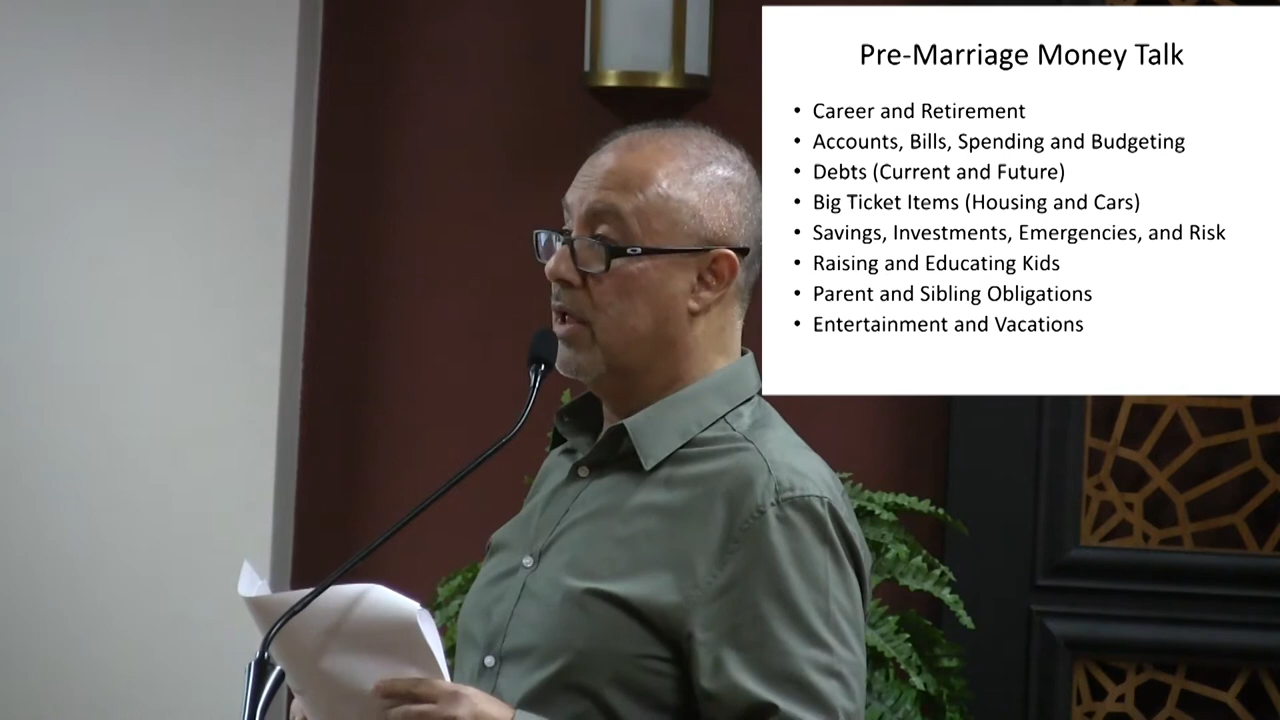 Pre-Marriage Money Talk
• Career and Retirement
• Accounts, Bills, Spending and Budgeting
• Debts (Current and Future)
• Big Ticket Items (Housing and Cars)
• Savings, Investments, Emergencies, and Risk
• Raising and Educating Kids
• Parent and Sibling Obligations
• Entertainment and Vacations